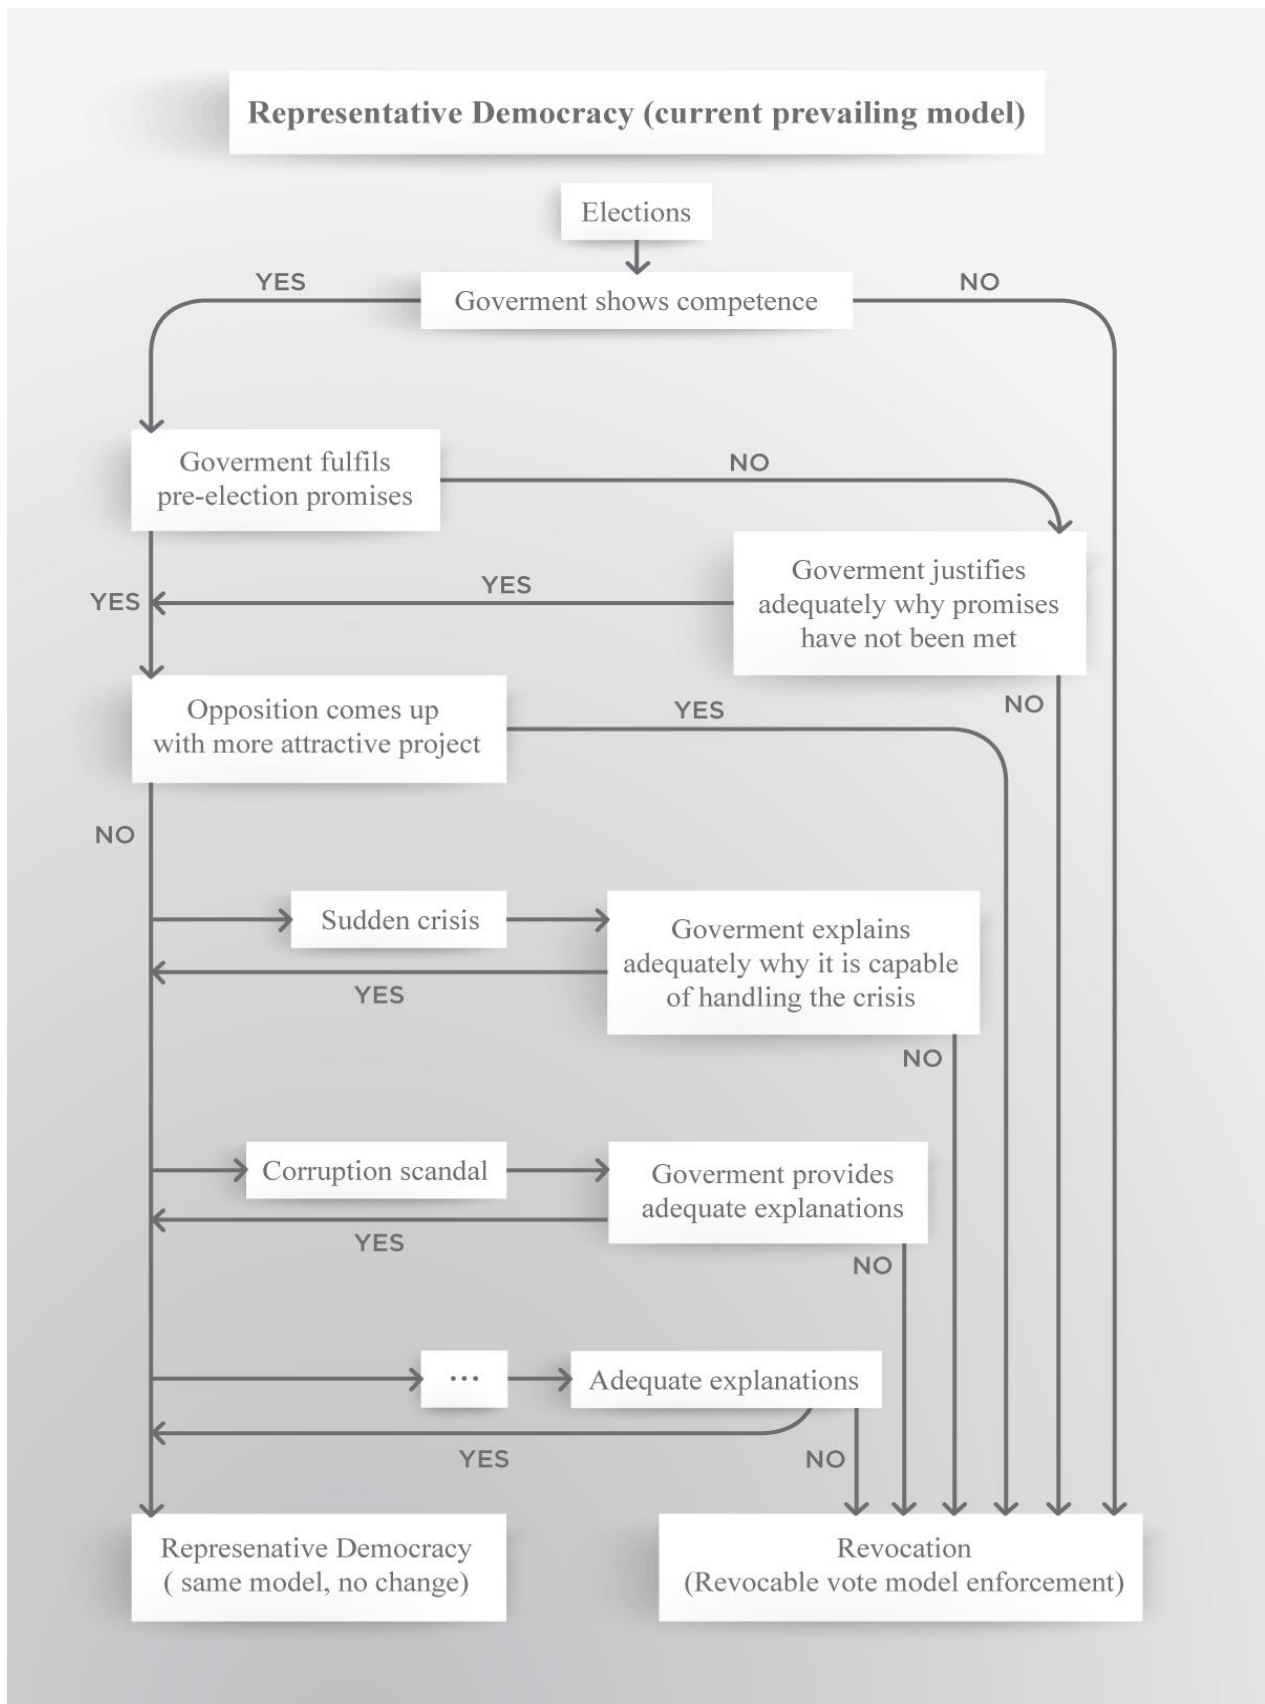 Representative Democracy (current prevailing model)
Elections
YES
NO
Goverment shows competence
Goverment fulfils
pre-election promises
NO
Goverment justifies
adequately why promises
have not been met
YES
YES
NO
Opposition comes up
with more attractive project
YES
NO
Sudden crisis
Goverment explains
adequately why it is capable
of handling the crisis
YES
NO
Corruption scandal
Goverment provides
adequate explanations
YES
NO
...
Adequate explanations
YES
NO
Represenative Democracy
( same model, no change)
Revocation
(Revocable vote model enforcement)